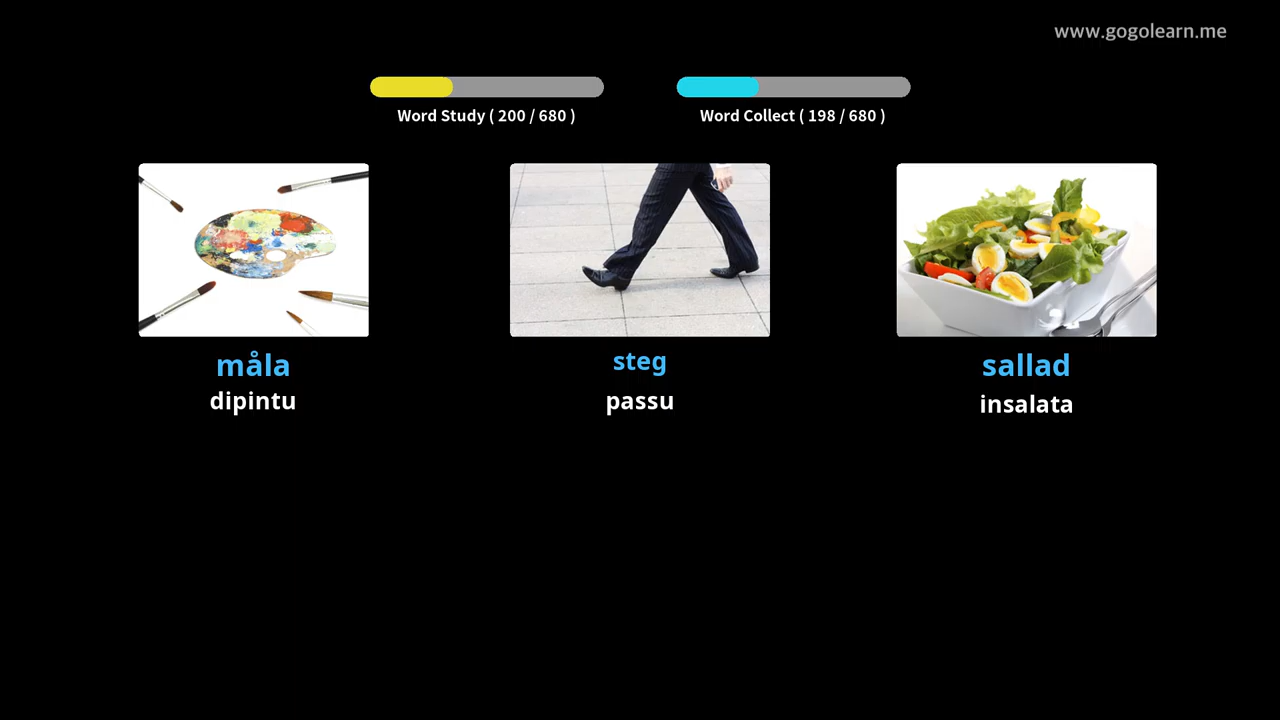 www.gogolearn.me
Word Study ( 200 / 680 )
Word Collect ( 198 / 680 )
måla
dipintu
steg
passu
sallad
insalata